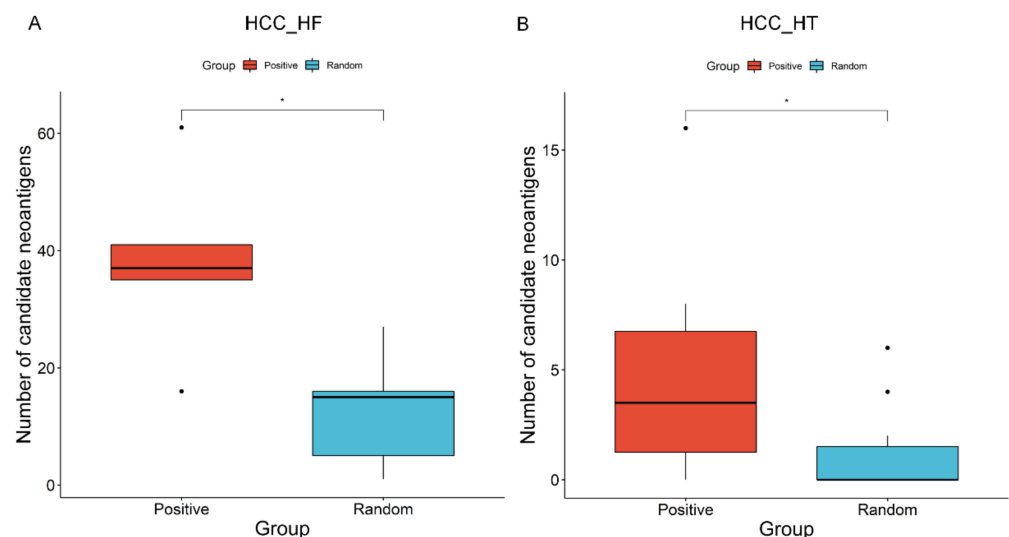 A
HCC_HF
Group Positive Random
*
Number of candidate neoantigens
60
40
20
0
Positive Random
Group
B
HCC_HT
Group Positive Random
*
Number of candidate neoantigens
15
10
5
0
Positive Random
Group